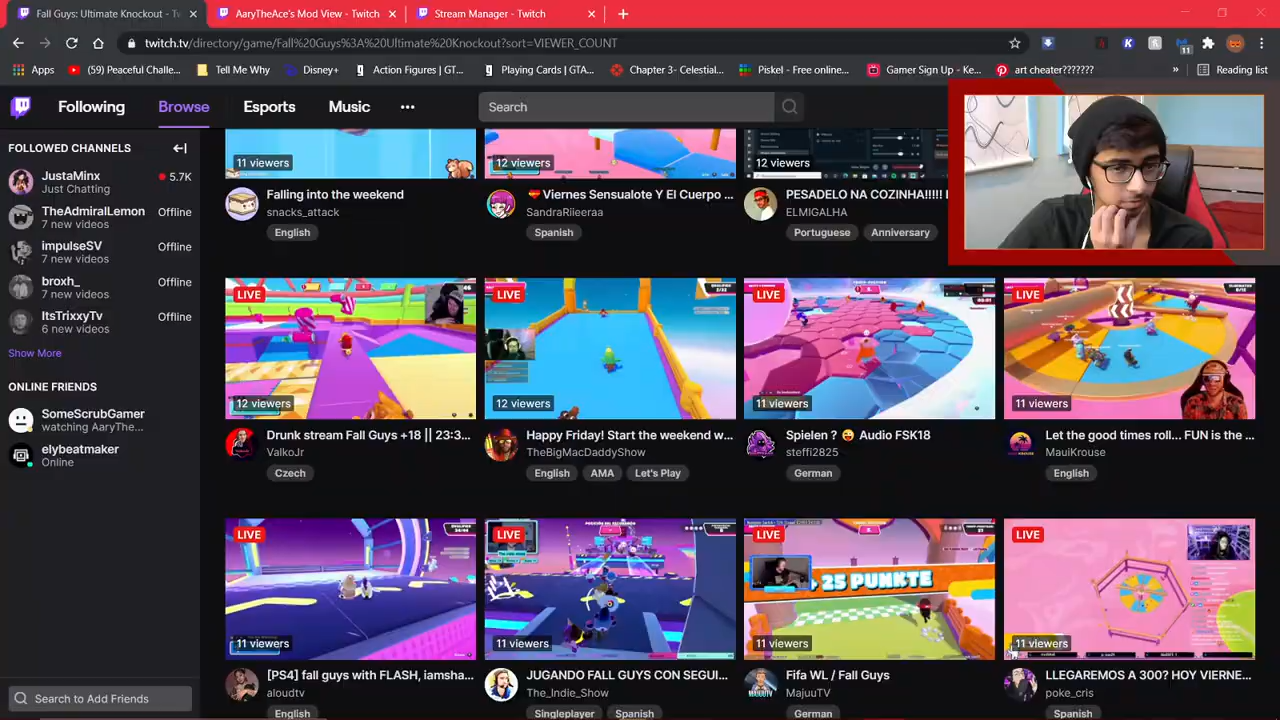 Fall Guys: Ultimate Knockout - Tw
AaryTheAce's Mod View - Twitch
Stream Manager - Twitch
twitch.tv/directory/game/Fall%20Guys%3A%20Ultimate%20Knockout?sort=VIEWER_COUNT
11
Apps
(59) Peaceful Challe...
Tell Me Why
Disney+
Action Figures | GT...
Playing Cards | GTA...
Chapter 3- Celestial...
Piskel - Free online...
Gamer Sign Up - Ke...
art cheater???????
»
Reading list
Following
Browse
Esports
Music
Search
FOLLOWED CHANNELS
JustaMinx
5.7K
Just Chatting
TheAdmiralLemon
Offline
7 new videos
impulseSV
Offline
7 new videos
broxh_
Offline
7 new videos
ItsTrixxyTv
Offline
6 new videos
Show More
ONLINE FRIENDS
SomeScrubGamer
watching AaryThe...
elybeatmaker
Online
Search to Add Friends
11 viewers
Falling into the weekend
snacks_attack
English
12 viewers
Viernes Sensualote Y El Cuerpo ...
SandraRiieeraa
Spanish
12 viewers
PESADELO NA COZINHA!!!!!
ELMIGALHA
Portuguese
Anniversary
LIVE
12 viewers
Drunk stream Fall Guys +18 || 23:3...
ValkoJr
Czech
LIVE
12 viewers
Happy Friday! Start the weekend w...
TheBigMacDaddyShow
English
AMA
Let's Play
LIVE
11 viewers
Spielen ? 😜 Audio FSK18
steffi2825
German
LIVE
11 viewers
Let the good times roll... FUN is the ...
MauiKrouse
English
LIVE
11 viewers
[PS4] fall guys with FLASH, iamsha...
aloudtv
English
LIVE
11 viewers
JUGANDO FALL GUYS CON SEGUI...
The_Indie_Show
Singleplayer
Spanish
LIVE
+ 25 PUNKTE
11 viewers
Fifa WL / Fall Guys
MajuuTV
German
LIVE
11 viewers
LLEGAREMOS A 300? HOY VIERNE...
poke_cris
Spanish